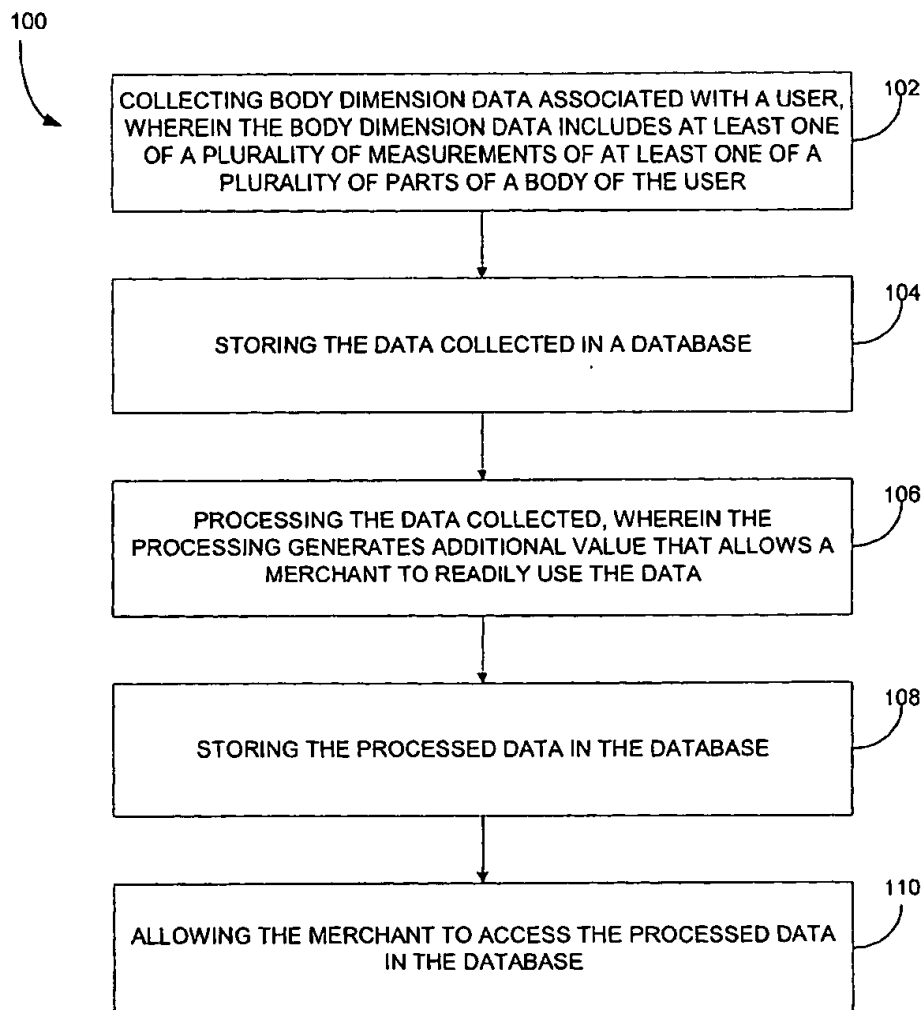 100
102
COLLECTING BODY DIMENSION DATA ASSOCIATED WITH A USER,
WHEREIN THE BODY DIMENSION DATA INCLUDES AT LEAST ONE
OF A PLURALITY OF MEASUREMENTS OF AT LEAST ONE OF A
PLURALITY OF PARTS OF A BODY OF THE USER
104
STORING THE DATA COLLECTED IN A DATABASE
106
PROCESSING THE DATA COLLECTED, WHEREIN THE
PROCESSING GENERATES ADDITIONAL VALUE THAT ALLOWS A
MERCHANT TO READILY USE THE DATA
108
STORING THE PROCESSED DATA IN THE DATABASE
110
ALLOWING THE MERCHANT TO ACCESS THE PROCESSED DATA
IN THE DATABASE